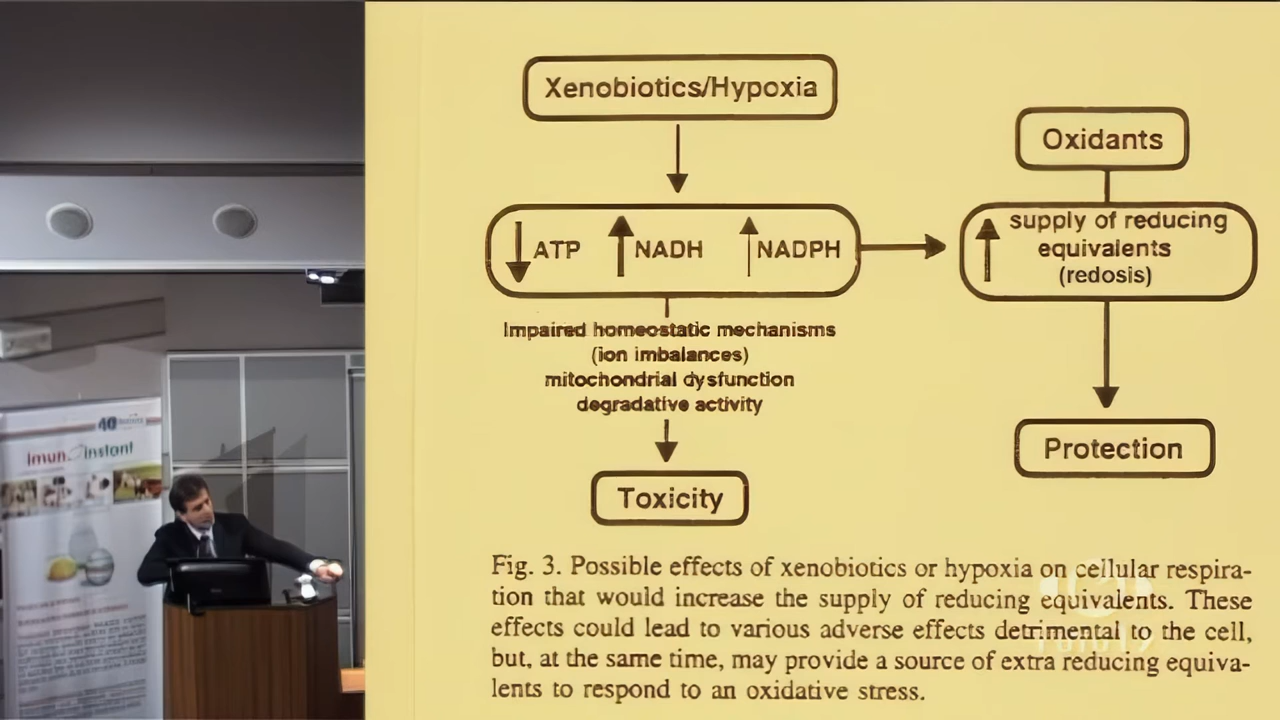 Xenobiotics/Hypoxia
Oxidants
ATP NADH NADPH
supply of reducing
equivalents
(redosis)
Impaired homeostatic mechanisms
(ion imbalances)
mitochondrial dysfunction
degradative activity
Toxicity
Protection
Fig. 3. Possible effects of xenobiotics or hypoxia on cellular respira-
tion that would increase the supply of reducing equivalents. These
effects could lead to various adverse effects detrimental to the cell,
but, at the same time, may provide a source of extra reducing equiva-
lents to respond to an oxidative stress.
40
instant